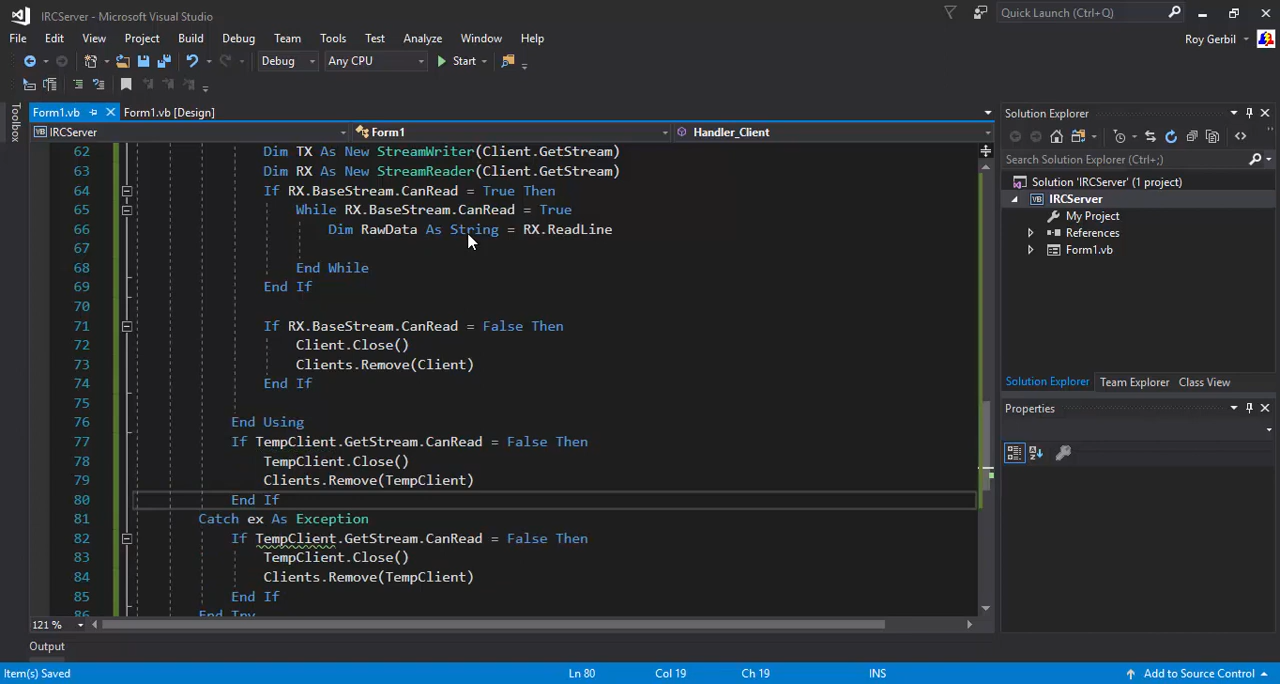 IRCServer - Microsoft Visual Studio
Quick Launch (Ctrl+Q)
File Edit View Project Build Debug Team Tools Test Analyze Window Help
Roy Gerbil
Debug Any CPU Start
Toolbox
Form1.vb Form1.vb [Design]
IRCServer Form1 Handler_Client
62 Dim TX As New StreamWriter(Client.GetStream)
63 Dim RX As New StreamReader(Client.GetStream)
64 If RX.BaseStream.CanRead = True Then
65 While RX.BaseStream.CanRead = True
66 Dim RawData As String = RX.ReadLine
67
68 End While
69 End If
70
71 If RX.BaseStream.CanRead = False Then
72 Clients.Close()
73 Clients.Remove(Client)
74 End If
75
76 End Using
77 If TempClient.GetStream.CanRead = False Then
78 TempClient.Close()
79 Clients.Remove(TempClient)
80 End If
81 Catch ex As Exception
82 If TempClient.GetStream.CanRead = False Then
83 TempClient.Close()
84 Clients.Remove(TempClient)
85 End If
86 End Try
121 %
Output
Item(s) Saved Ln 80 Col 19 Ch 19 INS Add to Source Control
Solution Explorer
Search Solution Explorer (Ctrl+;)
Solution 'IRCServer' (1 project)
IRCServer
My Project
References
Form1.vb
Solution Explorer Team Explorer Class View
Properties